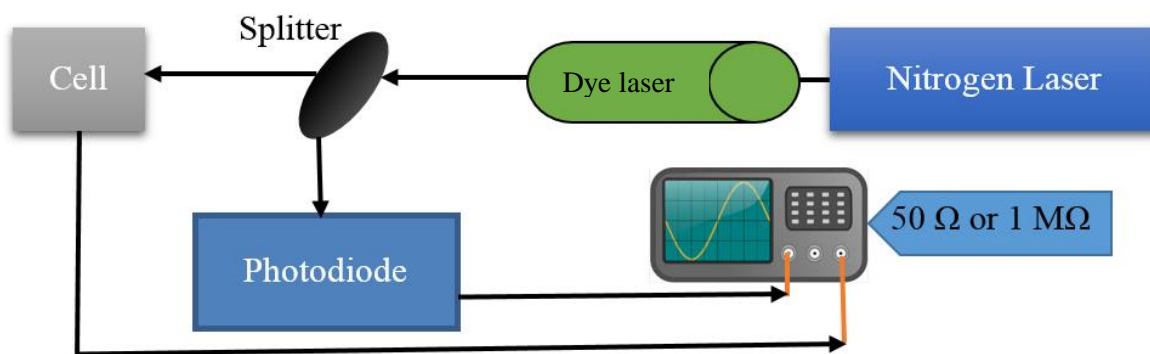 Splitter
Cell
Dye laser
Nitrogen Laser
50 Ω or 1 MΩ
Photodiode